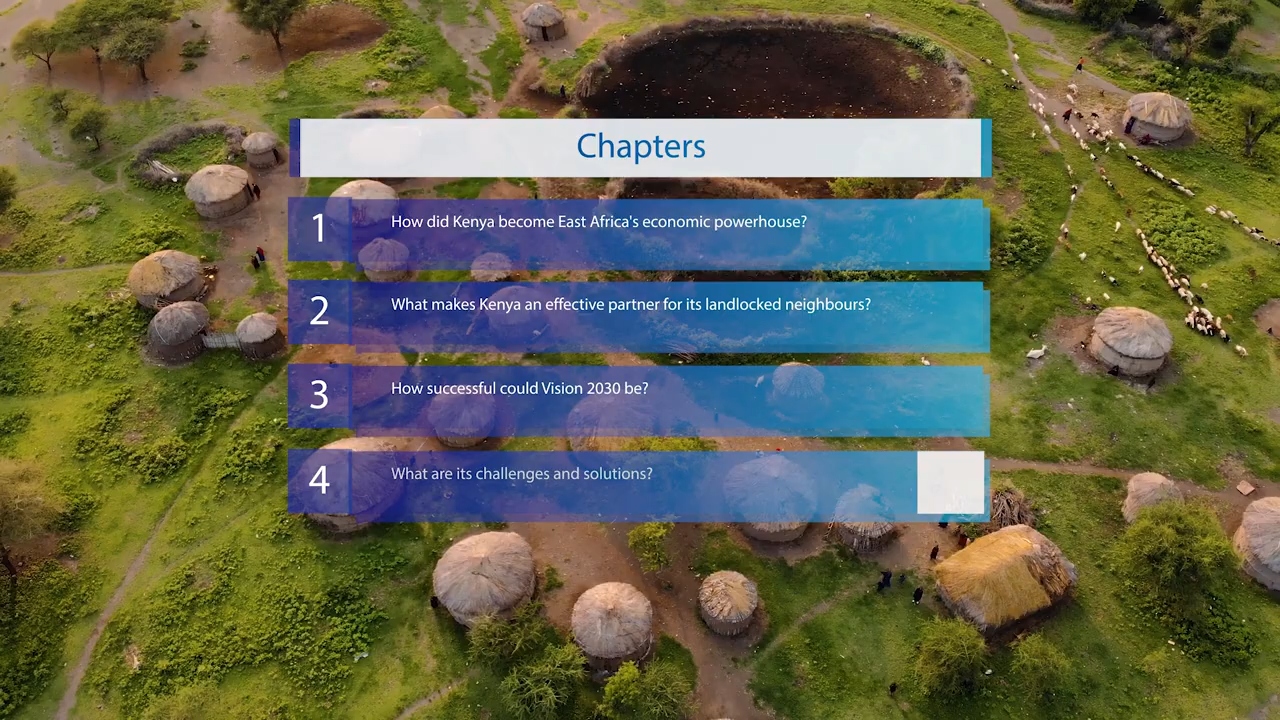 Chapters
1
How did Kenya become East Africa's economic powerhouse?
2
What makes Kenya an effective partner for its landlocked neighbours?
3
How successful could Vision 2030 be?
4
What are its challenges and solutions?